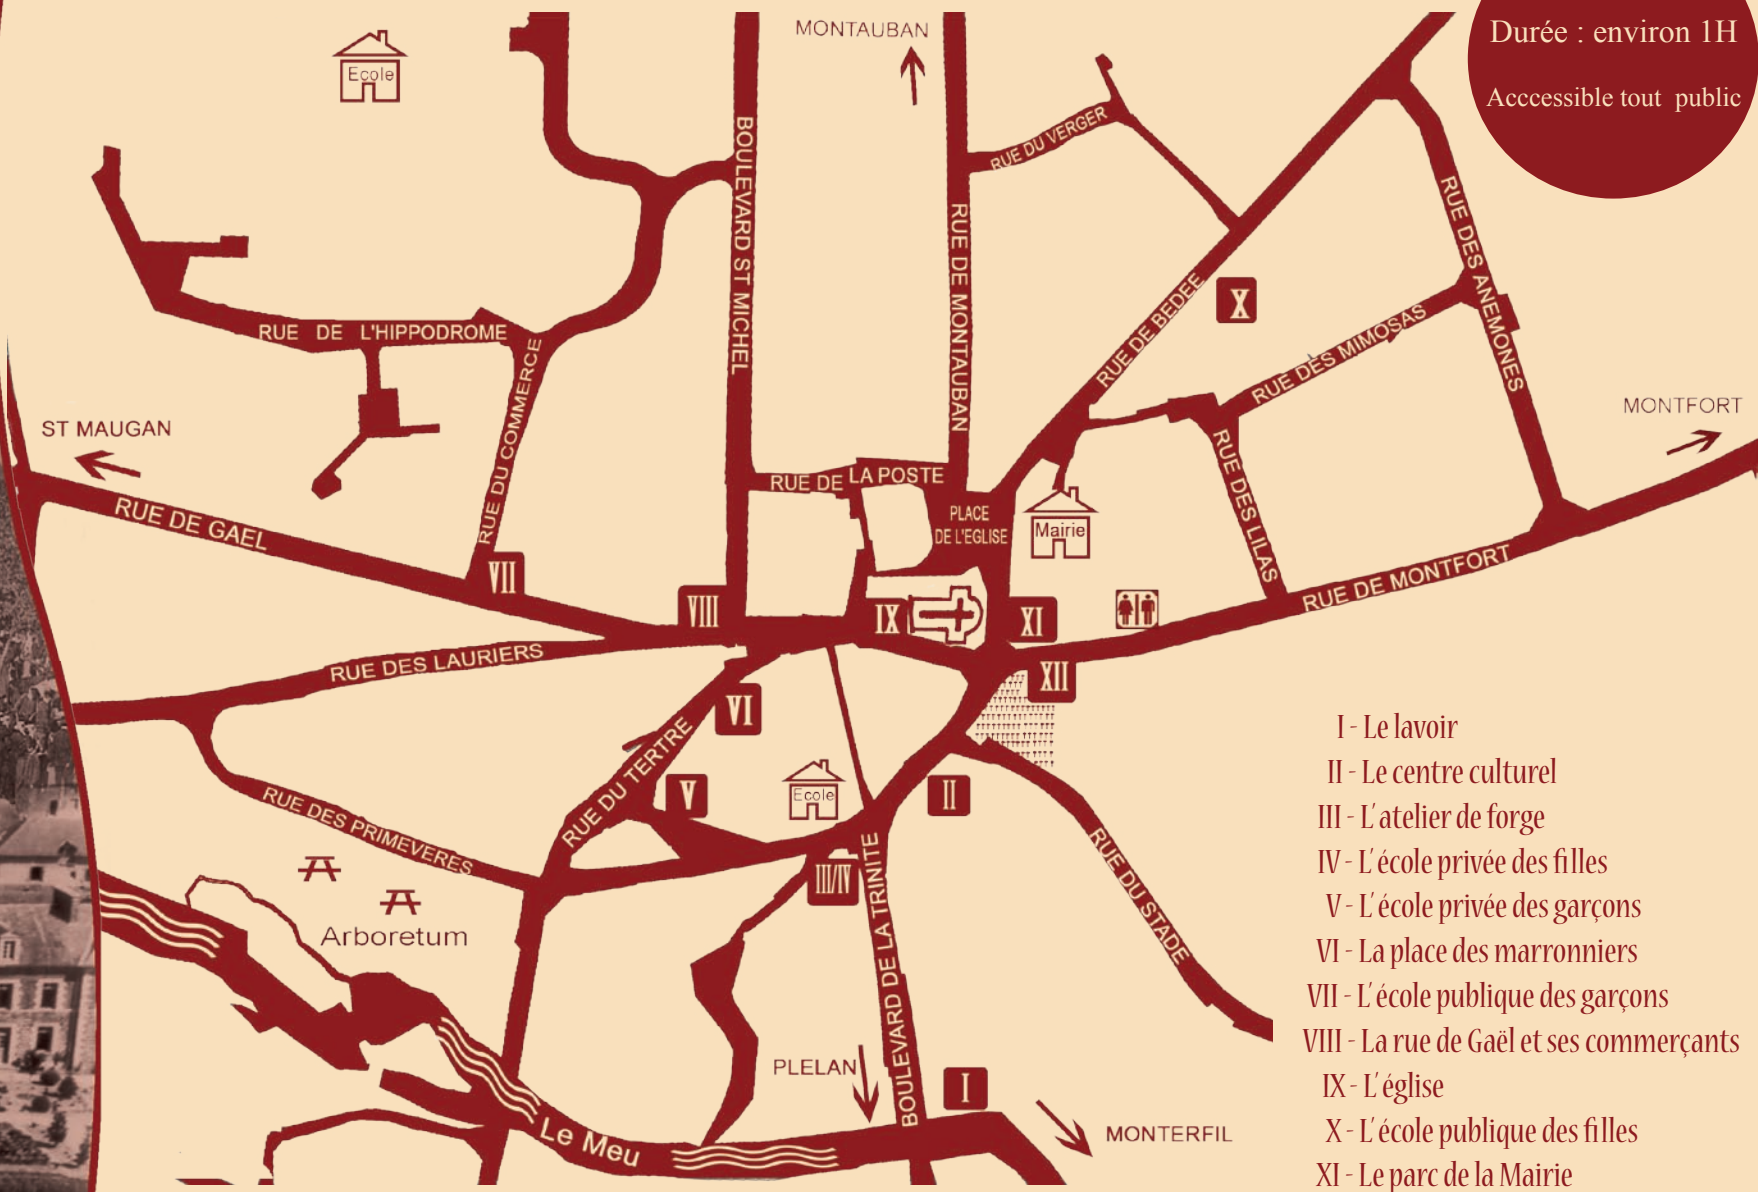 Durée : environ 1H
Acccessible tout public
MONTAUBAN
Ecole
BOULEVARD ST MICHEL
RUE DU VERGER
RUE DE MONTAUBAN
RUE DES ANEMONES
RUE DE BEDEE
X
RUE DE L'HIPPODROME
RUE DES MIMOSAS
RUE DU COMMERCE
MONTFORT
ST MAUGAN
RUE DE LA POSTE
RUE DES LILAS
RUE DE GAEL
PLACE
DE L'EGLISE
Mairie
VII
VIII
IX
XI
RUE DE MONTFORT
RUE DES LAURIERS
XII
VI
RUE DU TERTRE
V
Ecole
II
RUE DES PRIMEVERES
III/IV
BOULEVARD DE LA TRINITE
RUE DU STADE
Arboretum
PLELAN
I
Le Meu
MONTERFIL
I - Le lavoir
II - Le centre culturel
III - L'atelier de forge
IV - L'école privée des filles
V - L'école privée des garçons
VI - La place des marronniers
VII - L'école publique des garçons
VIII - La rue de Gaël et ses commerçants
IX - L'église
X - L'école publique des filles
XI - Le parc de la Mairie